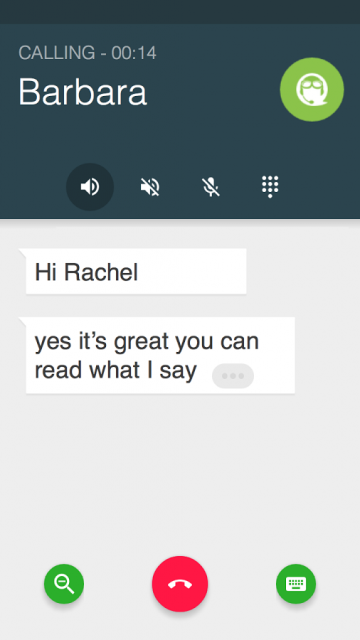 CALLING - 00:14
Barbara
Hi Rachel
yes it’s great you can
read what I say